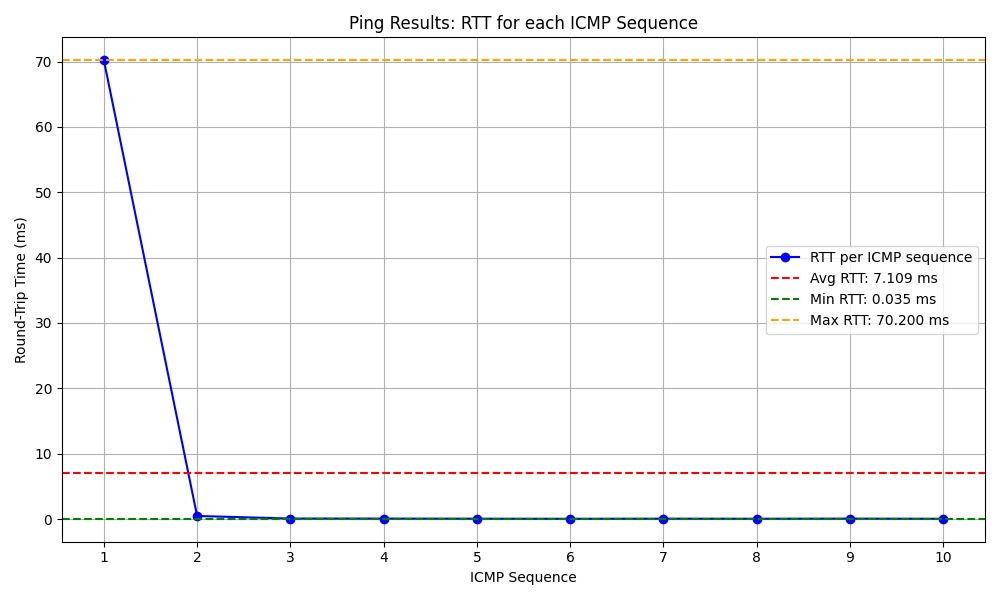 Ping Results: RTT for each ICMP Sequence
Round-Trip Time (ms)
70
60
50
40
30
20
10
0
RTT per ICMP sequence
Avg RTT: 7.109 ms
Min RTT: 0.035 ms
Max RTT: 70.200 ms
1 2 3 4 5 6 7 8 9 10
ICMP Sequence